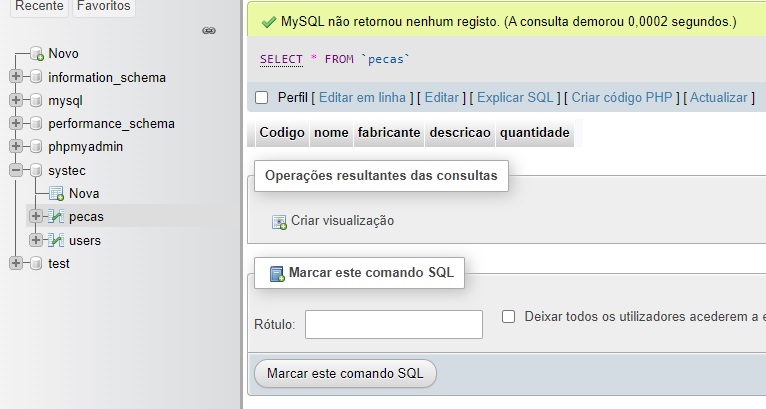 Recente Favoritos
Novo
information_schema
mysql
performance_schema
phpmyadmin
systec
Nova
pecas
users
test
MySQL não retornou nenhum registo. (A consulta demorou 0,0002 segundos.)
SELECT * FROM `pecas`
Perfil [ Editar em linha ] [ Editar ] [ Explicar SQL ] [ Criar código PHP ] [ Actualizar ]
Codigo nome fabricante descricao quantidade
Operações resultantes das consultas
Criar visualização
Marcar este comando SQL
Rótulo: Deixar todos os utilizadores acederem a
Marcar este comando SQL